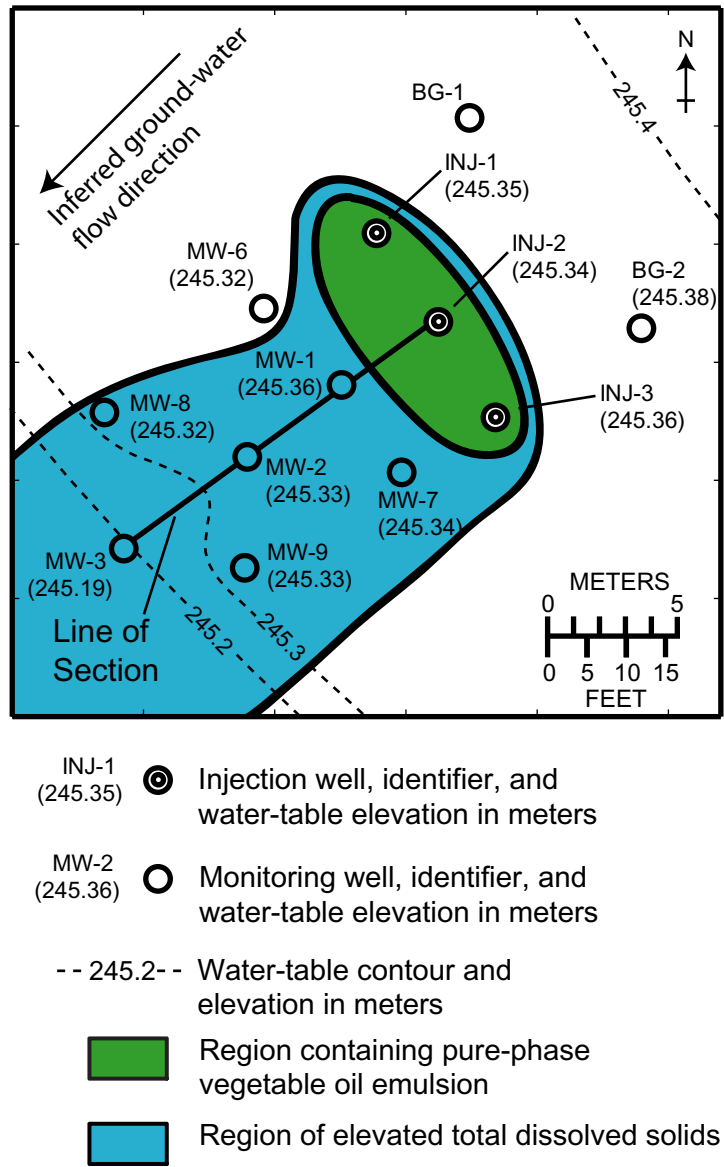 N
BG-1
245.4
Inferred ground-water
flow direction
INJ-1
(245.35)
INJ-2
(245.34)
MW-6
(245.32)
BG-2
(245.38)
MW-1
(245.36)
INJ-3
(245.36)
MW-8
(245.32)
MW-2
(245.33)
MW-7
(245.34)
MW-3
(245.19)
MW-9
(245.33)
METERS
0 5
0 5 10 15
FEET
245.2
245.3
Line of
Section
INJ-1
(245.35)
Injection well, identifier, and
water-table elevation in meters
MW-2
(245.36)
Monitoring well, identifier, and
water-table elevation in meters
-- 245.2-- Water-table contour and
elevation in meters
Region containing pure-phase
vegetable oil emulsion
Region of elevated total dissolved solids